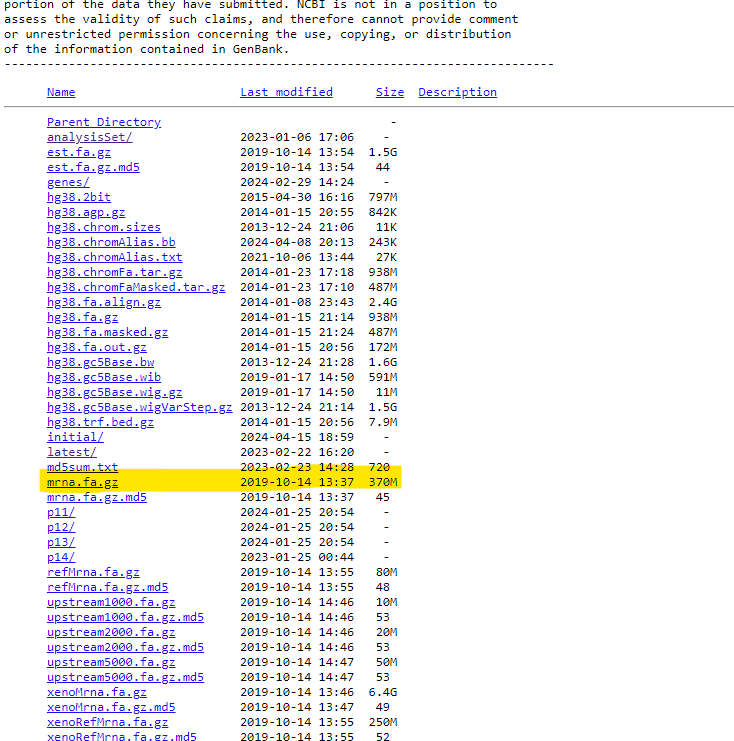 portion of the data they have submitted. NCBI is not in a position to
assess the validity of such claims, and therefore cannot provide comment
or unrestricted permission concerning the use, copying, or distribution
of the information contained in GenBank.
-----------------------------------------------------------------------------
Name Last modified Size Description
Parent Directory -
analysisSet/ 2023-01-06 17:06 -
est.fa.gz 2019-10-14 13:54 1.5G
est.fa.gz.md5 2019-10-14 13:54 44
genes/ 2024-02-29 14:24 -
hg38.2bit 2015-04-30 16:16 797M
hg38.agp.gz 2014-01-15 20:55 842K
hg38.chrom.sizes 2013-12-24 21:06 11K
hg38.chromAlias.bb 2024-04-08 20:13 243K
hg38.chromAlias.txt 2021-10-06 13:44 27K
hg38.chromFa.tar.gz 2014-01-23 17:18 938M
hg38.chromFaMasked.tar.gz 2014-01-23 17:10 487M
hg38.fa.align.gz 2014-01-08 23:43 2.4G
hg38.fa.gz 2014-01-15 21:14 938M
hg38.fa.masked.gz 2014-01-15 21:24 487M
hg38.fa.out.gz 2014-01-15 20:56 172M
hg38.gc5Base.bw 2013-12-24 21:28 1.6G
hg38.gc5Base.wib 2019-01-17 14:50 591M
hg38.gc5Base.wig.gz 2019-01-17 14:50 11M
hg38.gc5Base.wigVarStep.gz 2013-12-24 21:14 1.5G
hg38.trf.bed.gz 2014-01-15 20:56 7.9M
initial/ 2024-04-15 18:59 -
latest/ 2023-02-22 16:20 -
md5sum.txt 2023-02-23 14:28 720
mrna.fa.gz 2019-10-14 13:37 370M
mrna.fa.gz.md5 2019-10-14 13:37 45
p11/ 2024-01-25 20:54 -
p12/ 2024-01-25 20:54 -
p13/ 2024-01-25 20:54 -
p14/ 2023-01-25 00:44 -
refMrna.fa.gz 2019-10-14 13:55 80M
refMrna.fa.gz.md5 2019-10-14 13:55 48
upstream1000.fa.gz 2019-10-14 14:46 10M
upstream1000.fa.gz.md5 2019-10-14 14:46 53
upstream2000.fa.gz 2019-10-14 14:46 20M
upstream2000.fa.gz.md5 2019-10-14 14:46 53
upstream5000.fa.gz 2019-10-14 14:47 50M
upstream5000.fa.gz.md5 2019-10-14 14:47 53
xenoMrna.fa.gz 2019-10-14 13:46 6.4G
xenoMrna.fa.gz.md5 2019-10-14 13:47 49
xenoRefMrna.fa.gz 2019-10-14 13:55 250M
xenoRefMrna.fa.gz.md5 2019-10-14 13:55 52